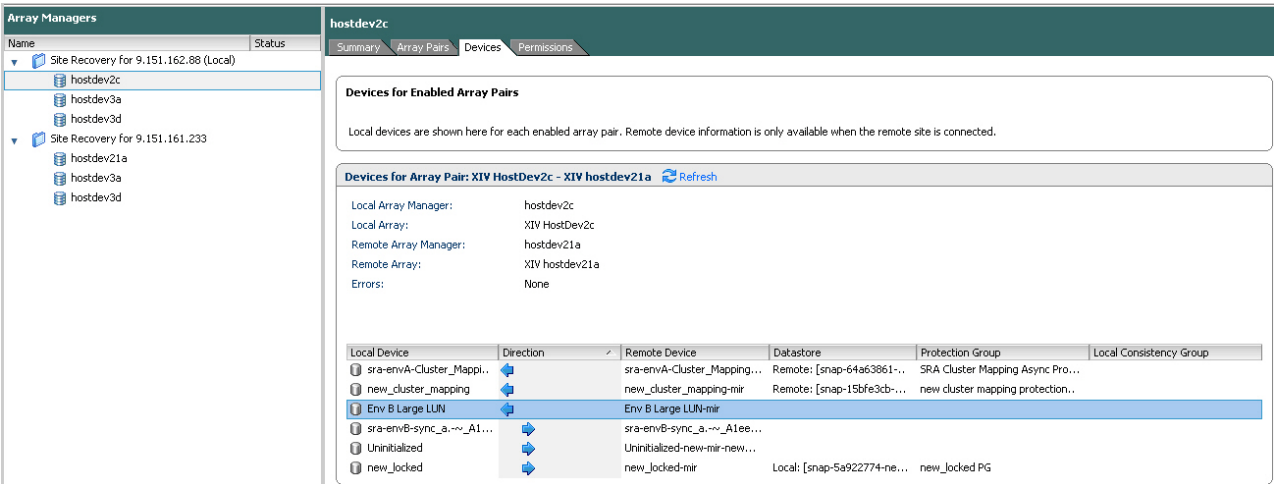 Array Managers
Name Status
Site Recovery for 9.151.162.88 (Local)
hostdev2c
hostdev3a
hostdev3d
Site Recovery for 9.151.161.233
hostdev21a
hostdev3a
hostdev3d
hostdev2c
Summary Array Pairs Devices Permissions
Devices for Enabled Array Pairs
Local devices are shown here for each enabled array pair. Remote device information is only available when the remote site is connected.
Devices for Array Pair: XIV HostDev2c - XIV hostdev21a Refresh
Local Array Manager: hostdev2c
Local Array: XIV HostDev2c
Remote Array Manager: hostdev21a
Remote Array: XIV hostdev21a
Errors: None
Local Device Direction Remote Device Datastore Protection Group Local Consistency Group
sra-envA-Cluster_Mappi.. sra-envA-Cluster_Mapping... Remote: [snap-64a63861-.. SRA Cluster Mapping Async Pro...
new_cluster_mapping new_cluster_mapping-mir Remote: [snap-15bfe3cb-... new cluster mapping protection..
Env B Large LUN Env B Large LUN-mir
sra-envB-sync_a.-~_A1... sra-envB-sync_a.-~_A1ee...
Uninitialized Uninitialized-new-mir-new...
new_locked new_locked-mir Local: [snap-5a922774-ne... new_locked PG